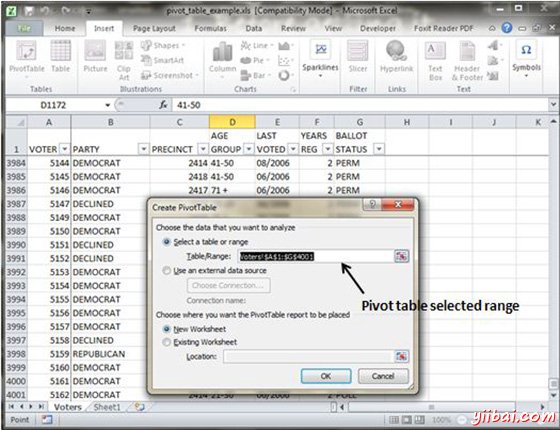 pivot_table_example.xls [Compatibility Mode] - Microsoft Excel
File Home Insert Page Layout Formulas Data Review View Foxit Reader PDF
PivotTable Table Picture Clip Art Shapes SmartArt Screenshot Column Line Pie Bar Area Scatter Other Charts Sparklines Slicer Hyperlink Text Box Header & Footer Symbols
Tables Illustrations Charts Filter Links Text
D1172 fx 41-50
A B C D E F G H
AGE LAST YEARS BALLOT
1 VOTER PARTY PRECINCT GROUP VOTED REG STATUS
3984 5144 DEMOCRAT 2414 41-50 08/2006 2 PERM
3985 5145 DEMOCRAT 2418 41-50 06/2006 2 PERM
3986 5146 DEMOCRAT 2417 71 + 06/2006 2 PERM
3987 5147 DECLINED
3988 5149 DEMOCRAT
3989 5150 DECLINED
3990 5151 DECLINED
3991 5152 DEMOCRAT
3992 5153 DEMOCRAT
3993 5154 DECLINED
3994 5155 DEMOCRAT
3995 5156 DEMOCRAT
3996 5157 DEMOCRAT
3997 5158 DECLINED
3998 5159 REPUBLICAN
3999 5160 DEMOCRAT
4000 5161 DEMOCRAT
4001 5162 DEMOCRAT 2414 21-50 2 POLL
Create PivotTable
Choose the data that you want to analyze
Select a table or range
Table/Range: Voters!$A$1:$G$4001
Use an external data source
Choose Connection...
Connection name:
Choose where you want the PivotTable report to be placed
New Worksheet
Existing Worksheet
Location:
OK Cancel
Pivot table selected range
Voters Sheet1
Point 100%
yiibai.com